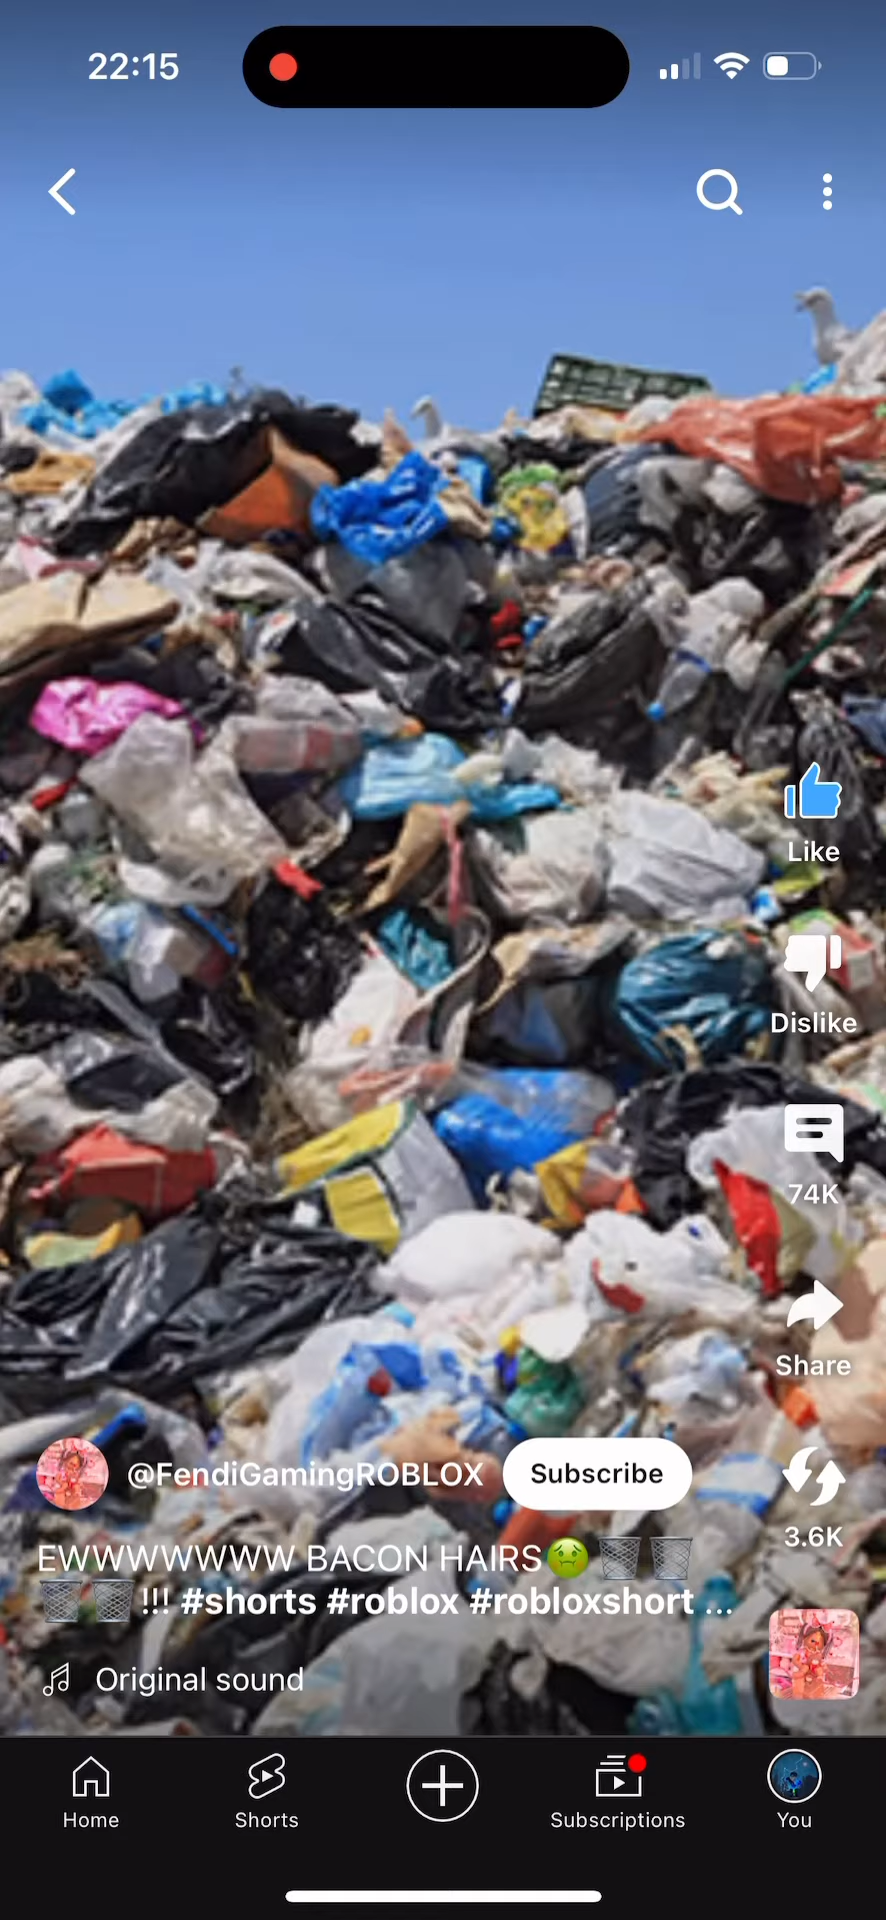 22:15
Like
Dislike
74K
Share
@FendiGamingROBLOX
Subscribe
3.6K
EWWWWWWW BACON HAIRS🤢🗑️🗑️
🗑️🗑️!!! #shorts #roblox #robloxshort ...
Original sound
Home
Shorts
Subscriptions
You